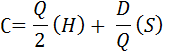 C= Q/2 (H) + D/Q (S)